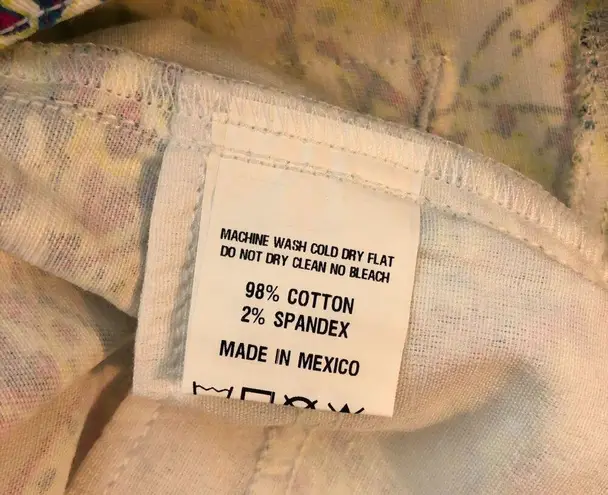 MACHINE WASH COLD DRY FLAT
DO NOT DRY CLEAN NO BLEACH
98% COTTON
2% SPANDEX
MADE IN MEXICO